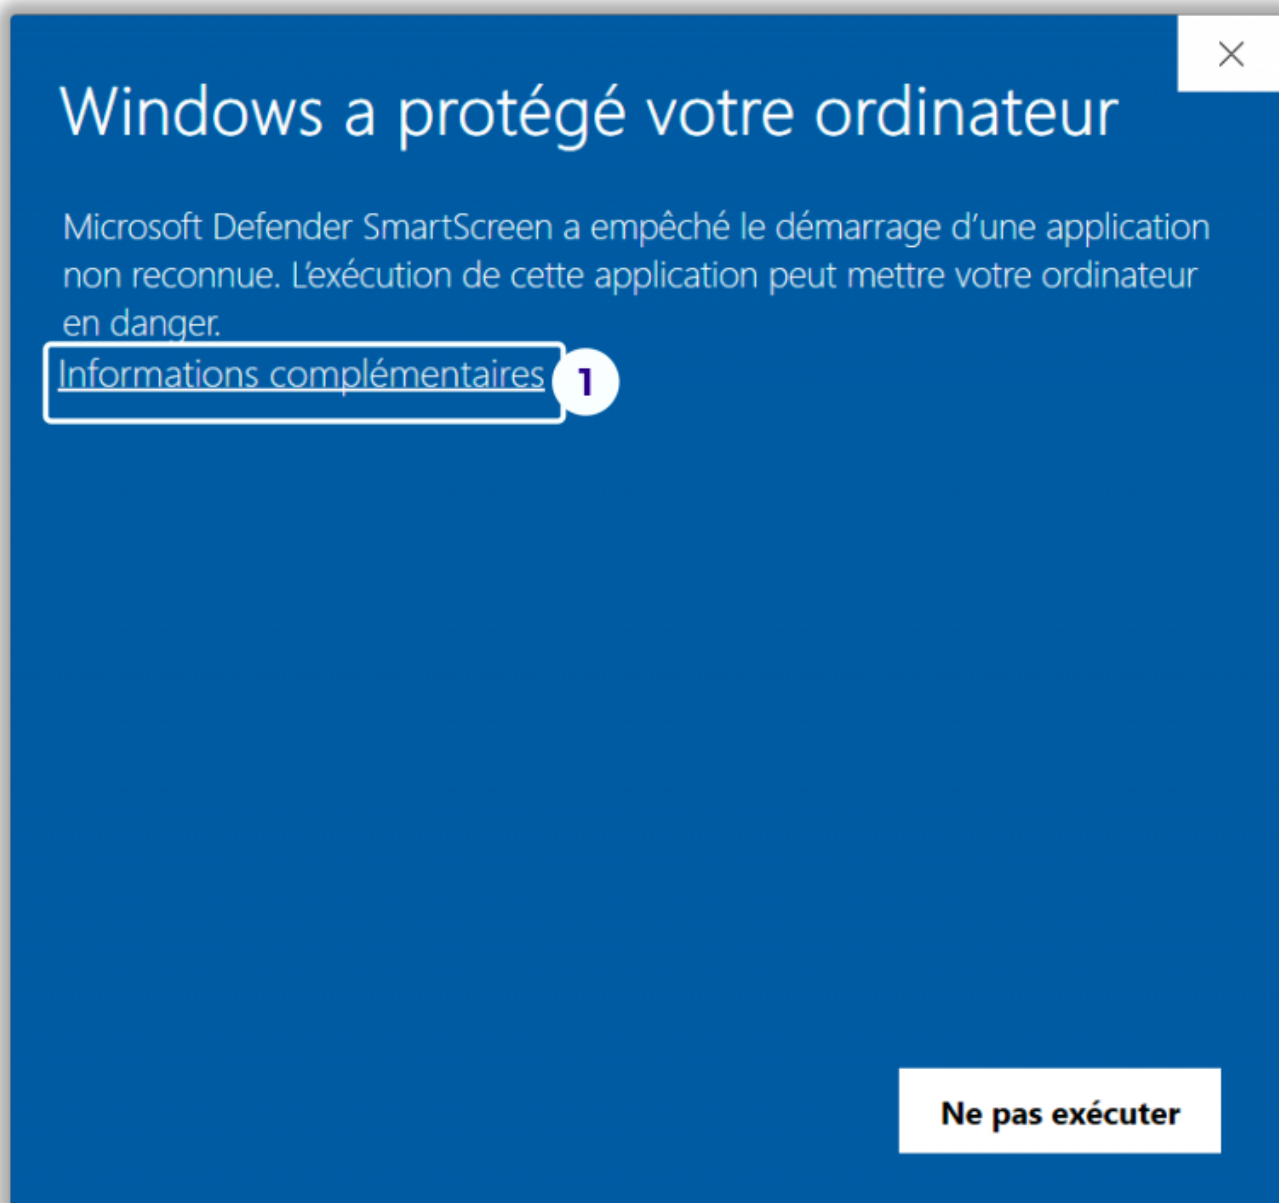 Windows a protégé votre ordinateur
Microsoft Defender SmartScreen a empêché le démarrage d’une application
non reconnue. L’exécution de cette application peut mettre votre ordinateur
en danger.
Informations complémentaires
1
Ne pas exécuter